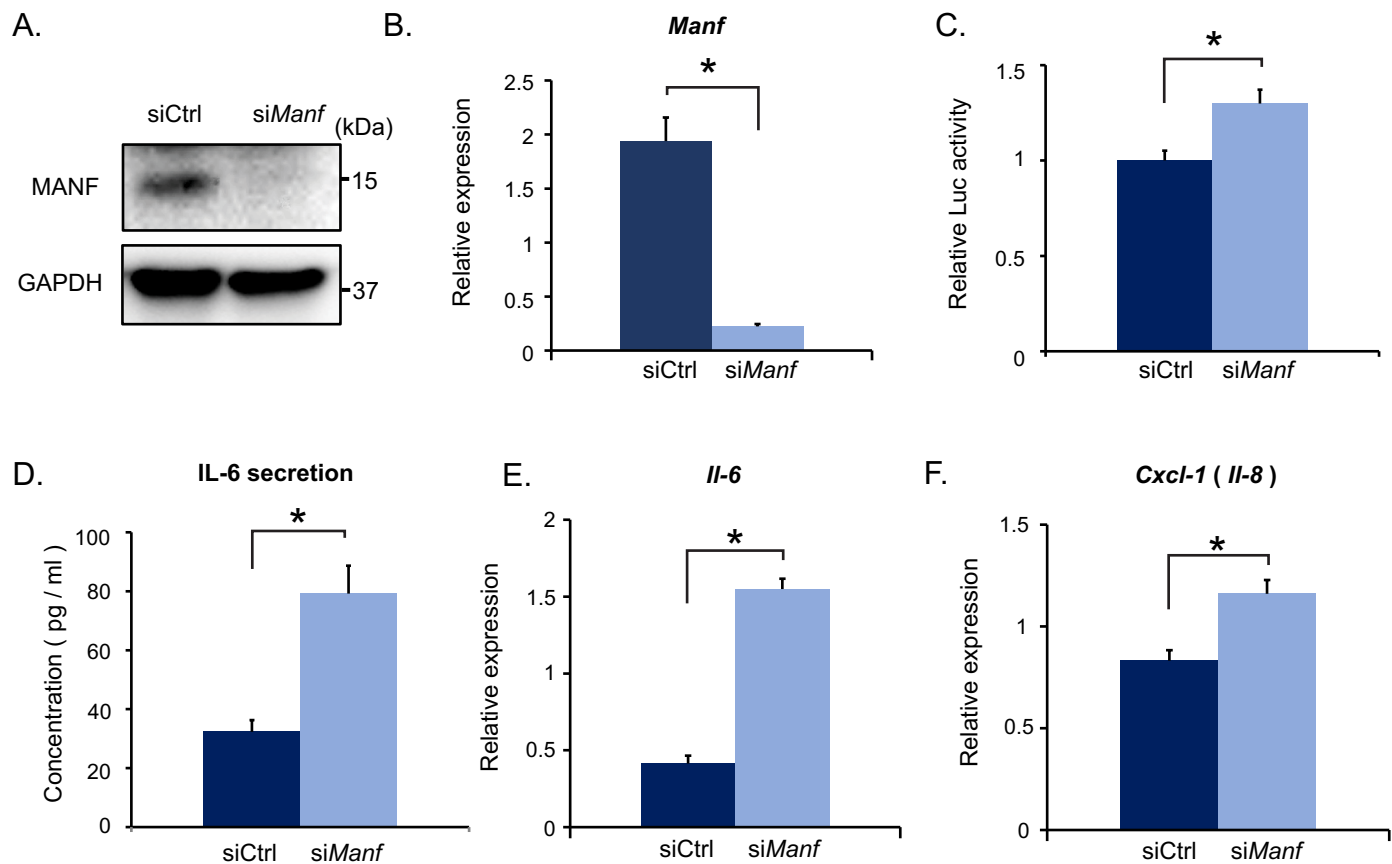 A.
siCtrl siManf (kDa)
MANF 15
GAPDH 37
B.
Manf
*
Relative expression
2.5
2
1.5
1
0.5
0
siCtrl siManf
C.
*
Relative Luc activity
1.5
1
0.5
0
siCtrl siManf
D.
IL-6 secretion
*
Concentration ( pg / ml )
100
80
60
40
20
0
siCtrl siManf
E.
Il-6
*
Relative expression
2
1.5
1
0.5
0
siCtrl siManf
F.
Cxcl-1 ( Il-8 )
*
Relative expression
1.5
1
0.5
0
siCtrl siManf